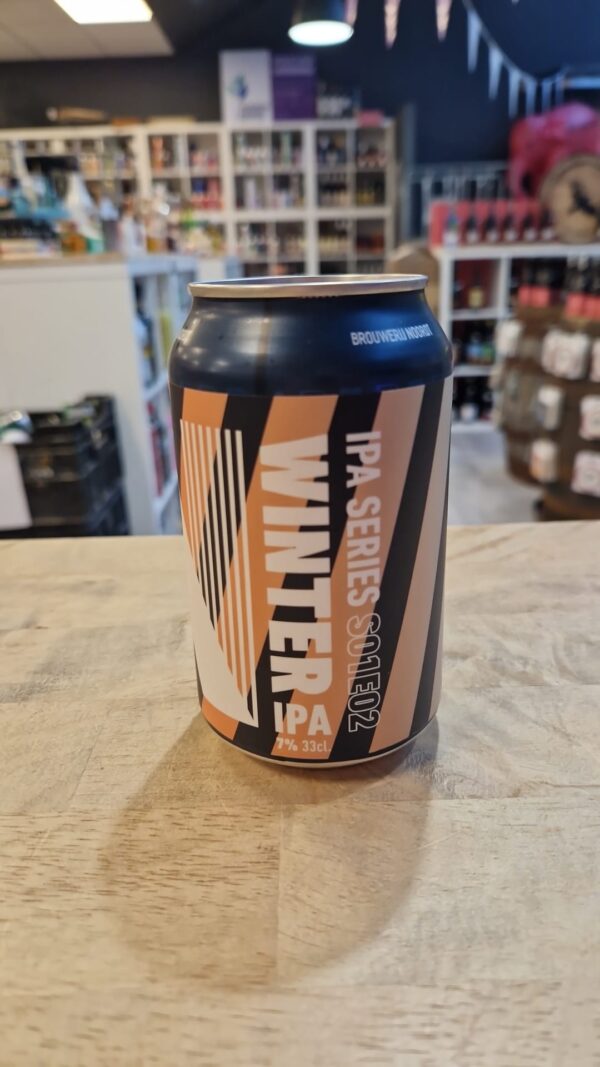 BROUWERIJ NOORDT
IPA SERIES S01E02
WINTER
IPA
7% 33cl.